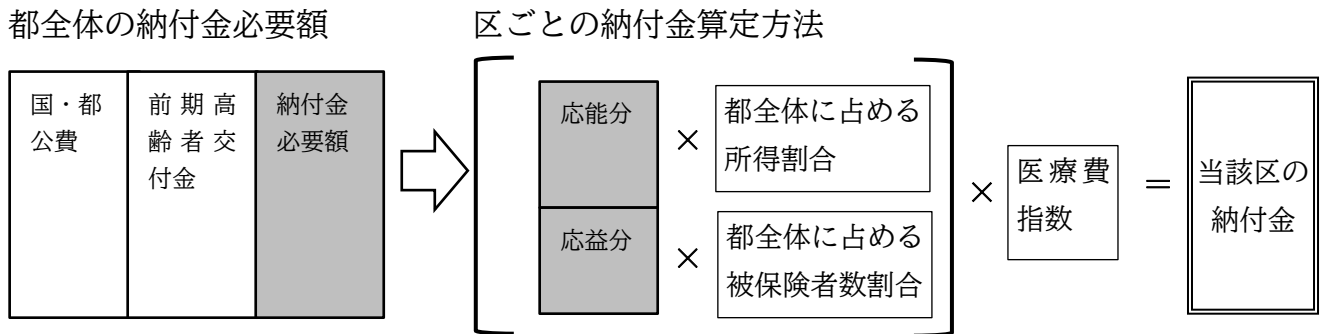 都全体の納付金必要額
区ごとの納付金算定方法
国・都
公費
前期高
齢者交
付金
納付金
必要額
応能分
×
都全体に占める
所得割合
応益分
×
都全体に占める
被保険者数割合
×
医療費
指数
＝
当該区の
納付金